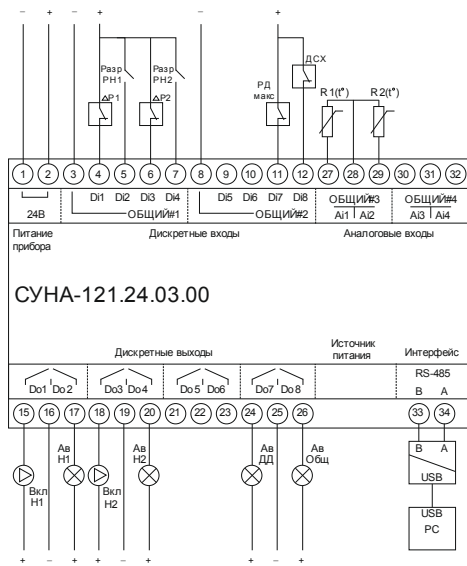 – + – + – +
Разр РН1
Разр РН2
ΔP1
ΔP2
РД макс
ДСХ
R1(t°) R2(t°)
1 2 3 4 5 6 7 8 9 10 11 12 27 28 29 30 31 32
Di1 Di2 Di3 Di4 Di5 Di6 Di7 Di8
24В ОБЩИЙ#1 ОБЩИЙ#2
ОБЩИЙ#3 ОБЩИЙ#4
Ai1 Ai2 Ai3 Ai4
Питание прибора
Дискретные входы
Аналоговые входы
СУНА-121.24.03.00
Дискретные выходы
Источник питания
Интерфейс
RS-485
Do1 Do2 Do3 Do4 Do5 Do6 Do7 Do8 B A
15 16 17 18 19 20 21 22 23 24 25 26 33 34
Вкл Н1
Ав Н1
Вкл Н2
Ав Н2
Ав ДД
Ав Общ
B A
USB
USB
PC
+ – + + – + + – +